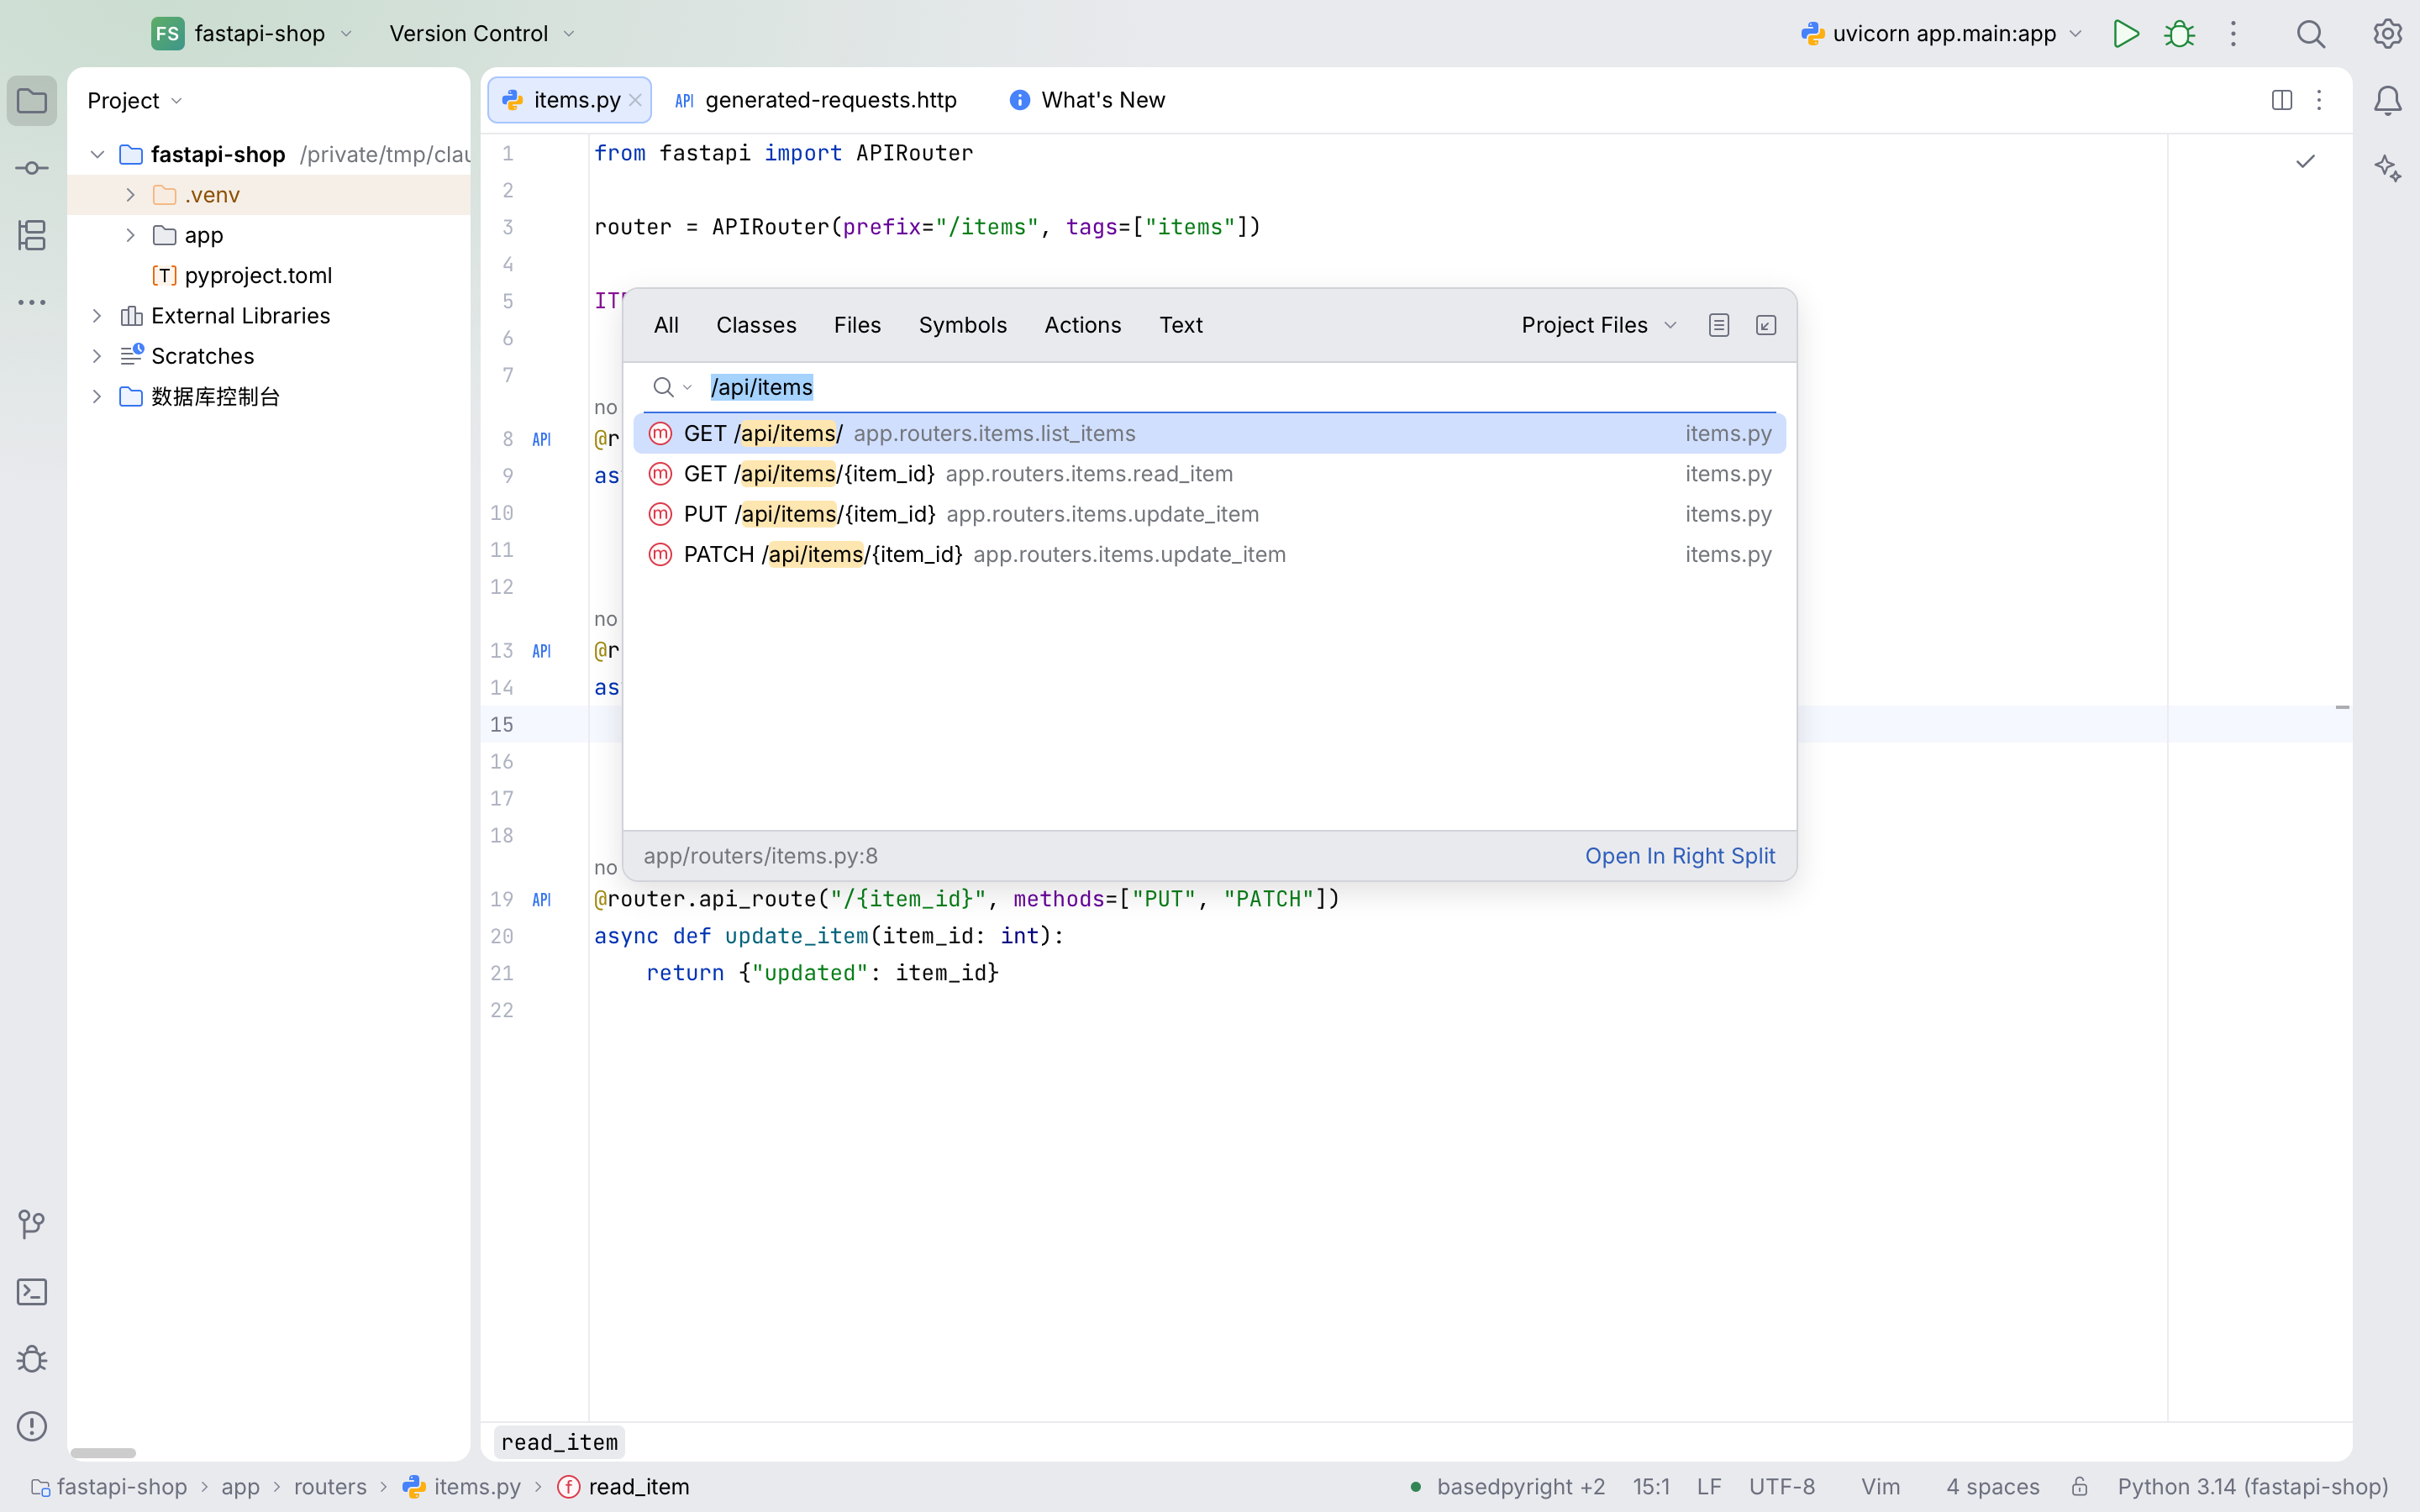 FS fastapi-shop Version Control uvicorn app.main:app
Project
fastapi-shop /private/tmp/clau
.venv
app
[T] pyproject.toml
External Libraries
Scratches
数据库控制台
items.py API generated-requests.http What's New
1 from fastapi import APIRouter
2
3 router = APIRouter(prefix="/items", tags=["items"])
4
5 ITE
6
7
no
8 API @r
9 as
10
11
12
no
13 API @r
14 as
15
16
17
18
no
19 API @router.api_route("/{item_id}", methods=["PUT", "PATCH"])
20 async def update_item(item_id: int):
21 return {"updated": item_id}
22
All Classes Files Symbols Actions Text Project Files
/api/items
m GET /api/items/ app.routers.items.list_items items.py
m GET /api/items/{item_id} app.routers.items.read_item items.py
m PUT /api/items/{item_id} app.routers.items.update_item items.py
m PATCH /api/items/{item_id} app.routers.items.update_item items.py
app/routers/items.py:8 Open In Right Split
read_item
fastapi-shop › app › routers › items.py › f read_item basedpyright +2 15:1 LF UTF-8 Vim 4 spaces Python 3.14 (fastapi-shop)